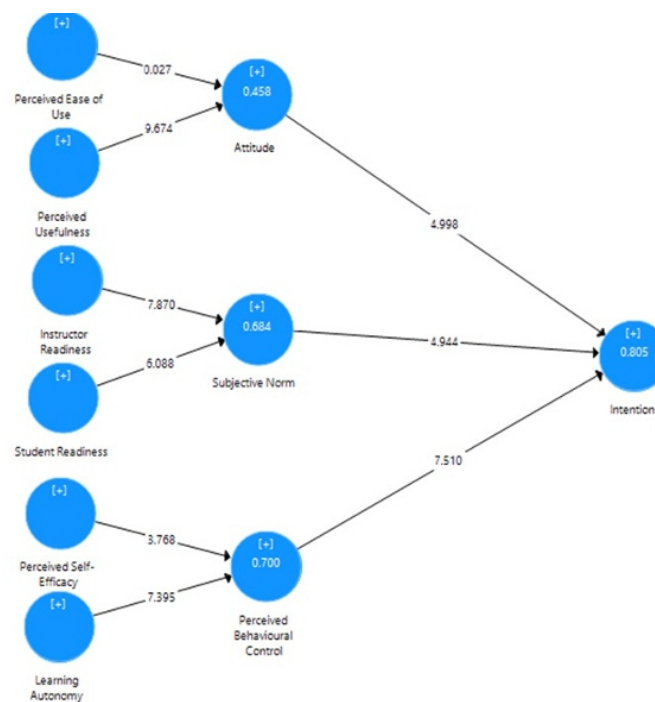 [+]
Perceived Ease of
Use
0.027
[+]
0.458
Attitude
[+]
9.674
Perceived
Usefulness
4.998
[+]
Instructor
Readiness
7.870
[+]
0.684
Subjective Norm
4.944
[+]
0.805
Intention
[+]
6.088
Student Readiness
7.510
[+]
Perceived Self-
Efficacy
3.768
[+]
0.700
Perceived
Behavioural
Control
[+]
7.395
Learning
Autonomy